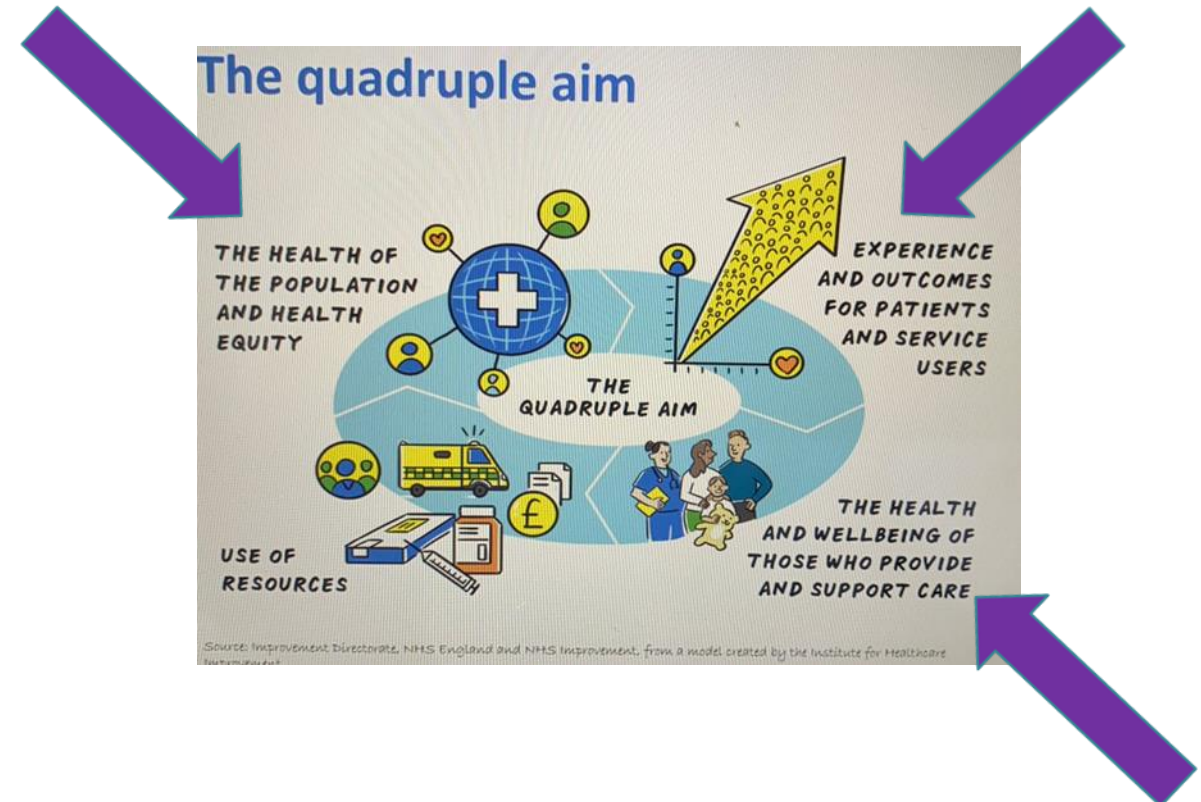 The quadruple aim
THE HEALTH OF
THE POPULATION
AND HEALTH
EQUITY
EXPERIENCE
AND OUTCOMES
FOR PATIENTS
AND SERVICE
USERS
THE
QUADRUPLE AIM
USE OF
RESOURCES
£
THE HEALTH
AND WELLBEING OF
THOSE WHO PROVIDE
AND SUPPORT CARE
Source: Improvement Directorate, NHS England and NHS Improvement, from a model created by the Institute for Healthcare
Improvement